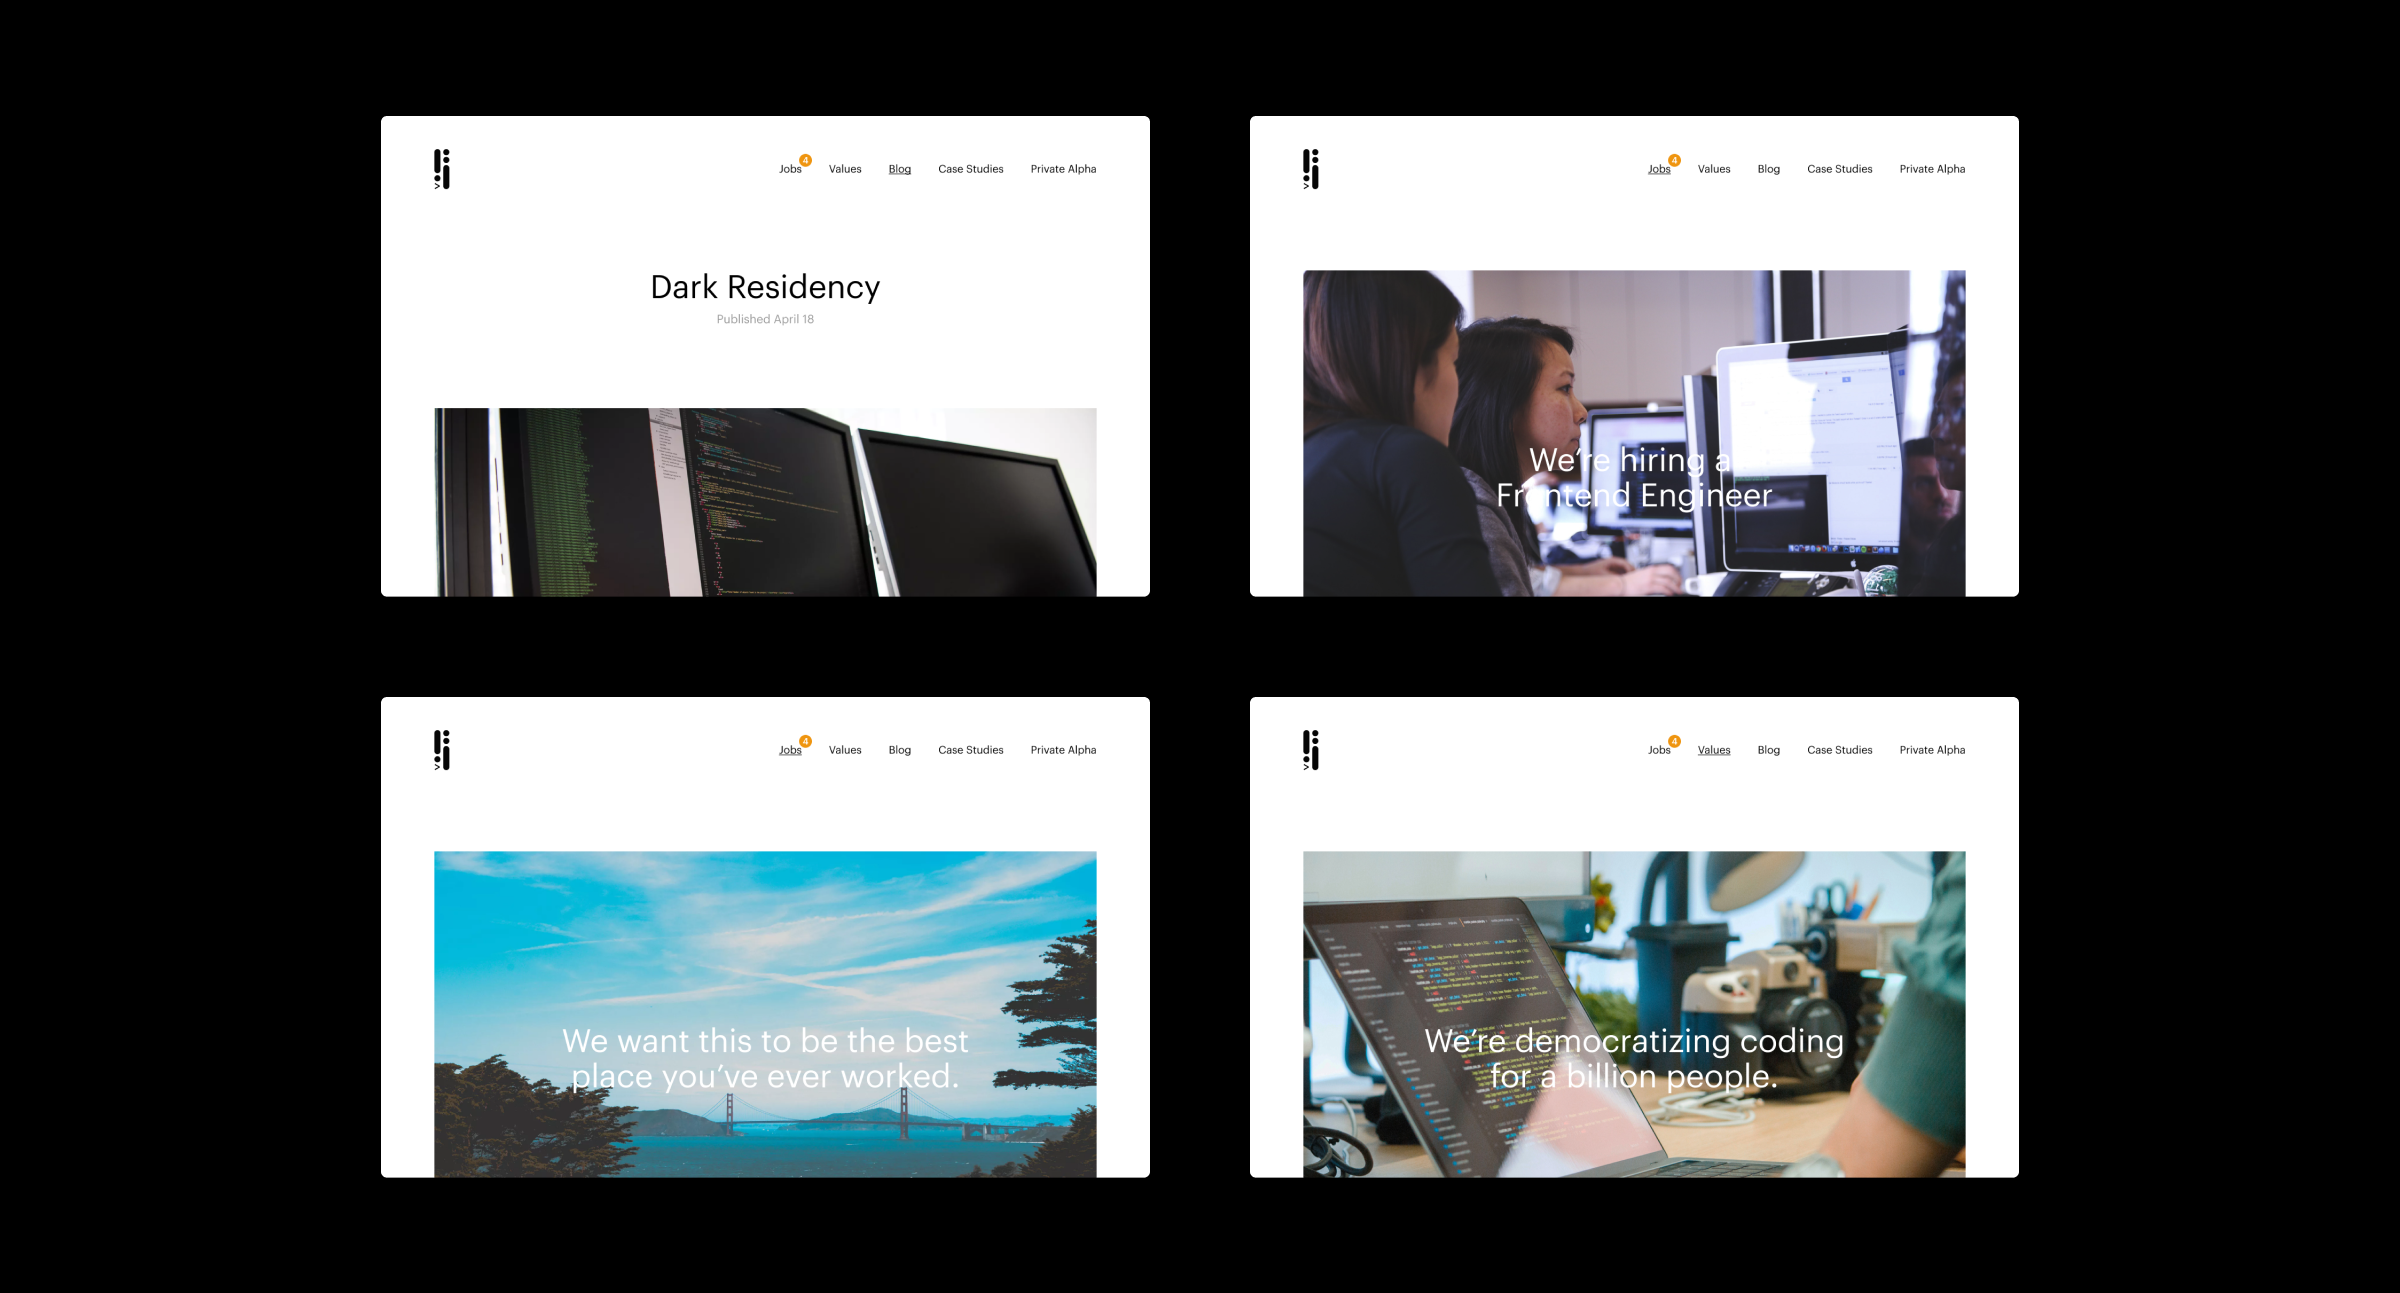 Jobs 4 Values Blog Case Studies Private Alpha
Dark Residency
Published April 18
Jobs 4 Values Blog Case Studies Private Alpha
We're hiring a
Frontend Engineer
Jobs 4 Values Blog Case Studies Private Alpha
We want this to be the best
place you've ever worked.
Jobs 4 Values Blog Case Studies Private Alpha
We're democratizing coding
for a billion people.